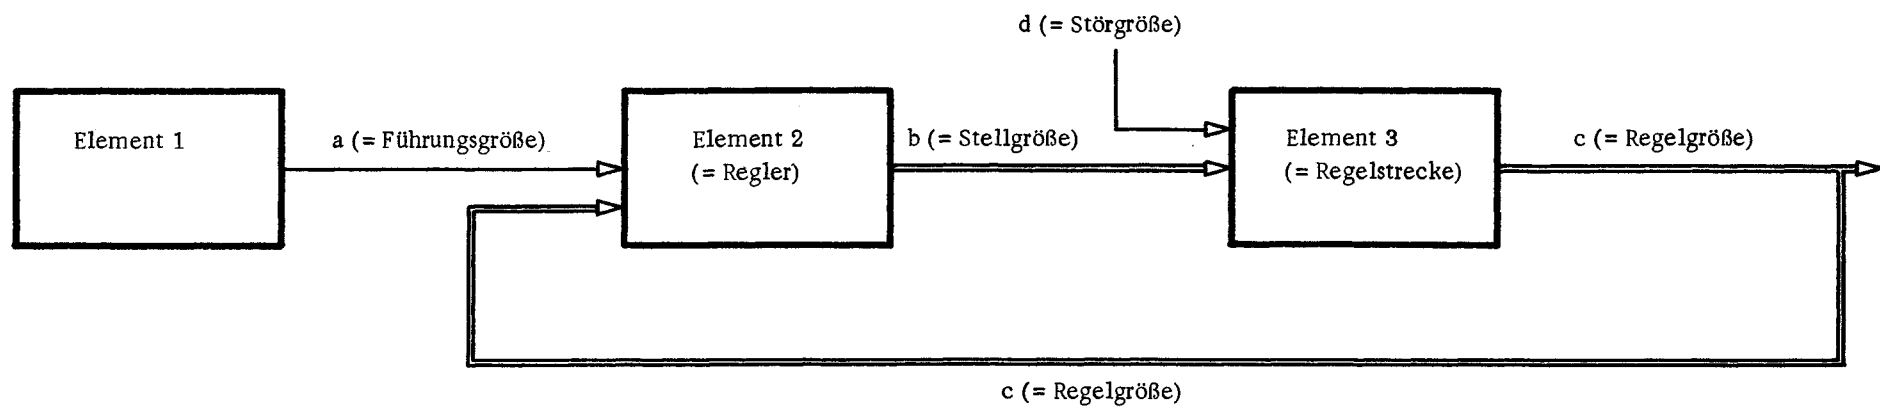 d (= Störgröße)
Element 1
a (= Führungsgröße)
Element 2
(= Regler)
b (= Stellgröße)
Element 3
(= Regelstrecke)
c (= Regelgröße)
c (= Regelgröße)